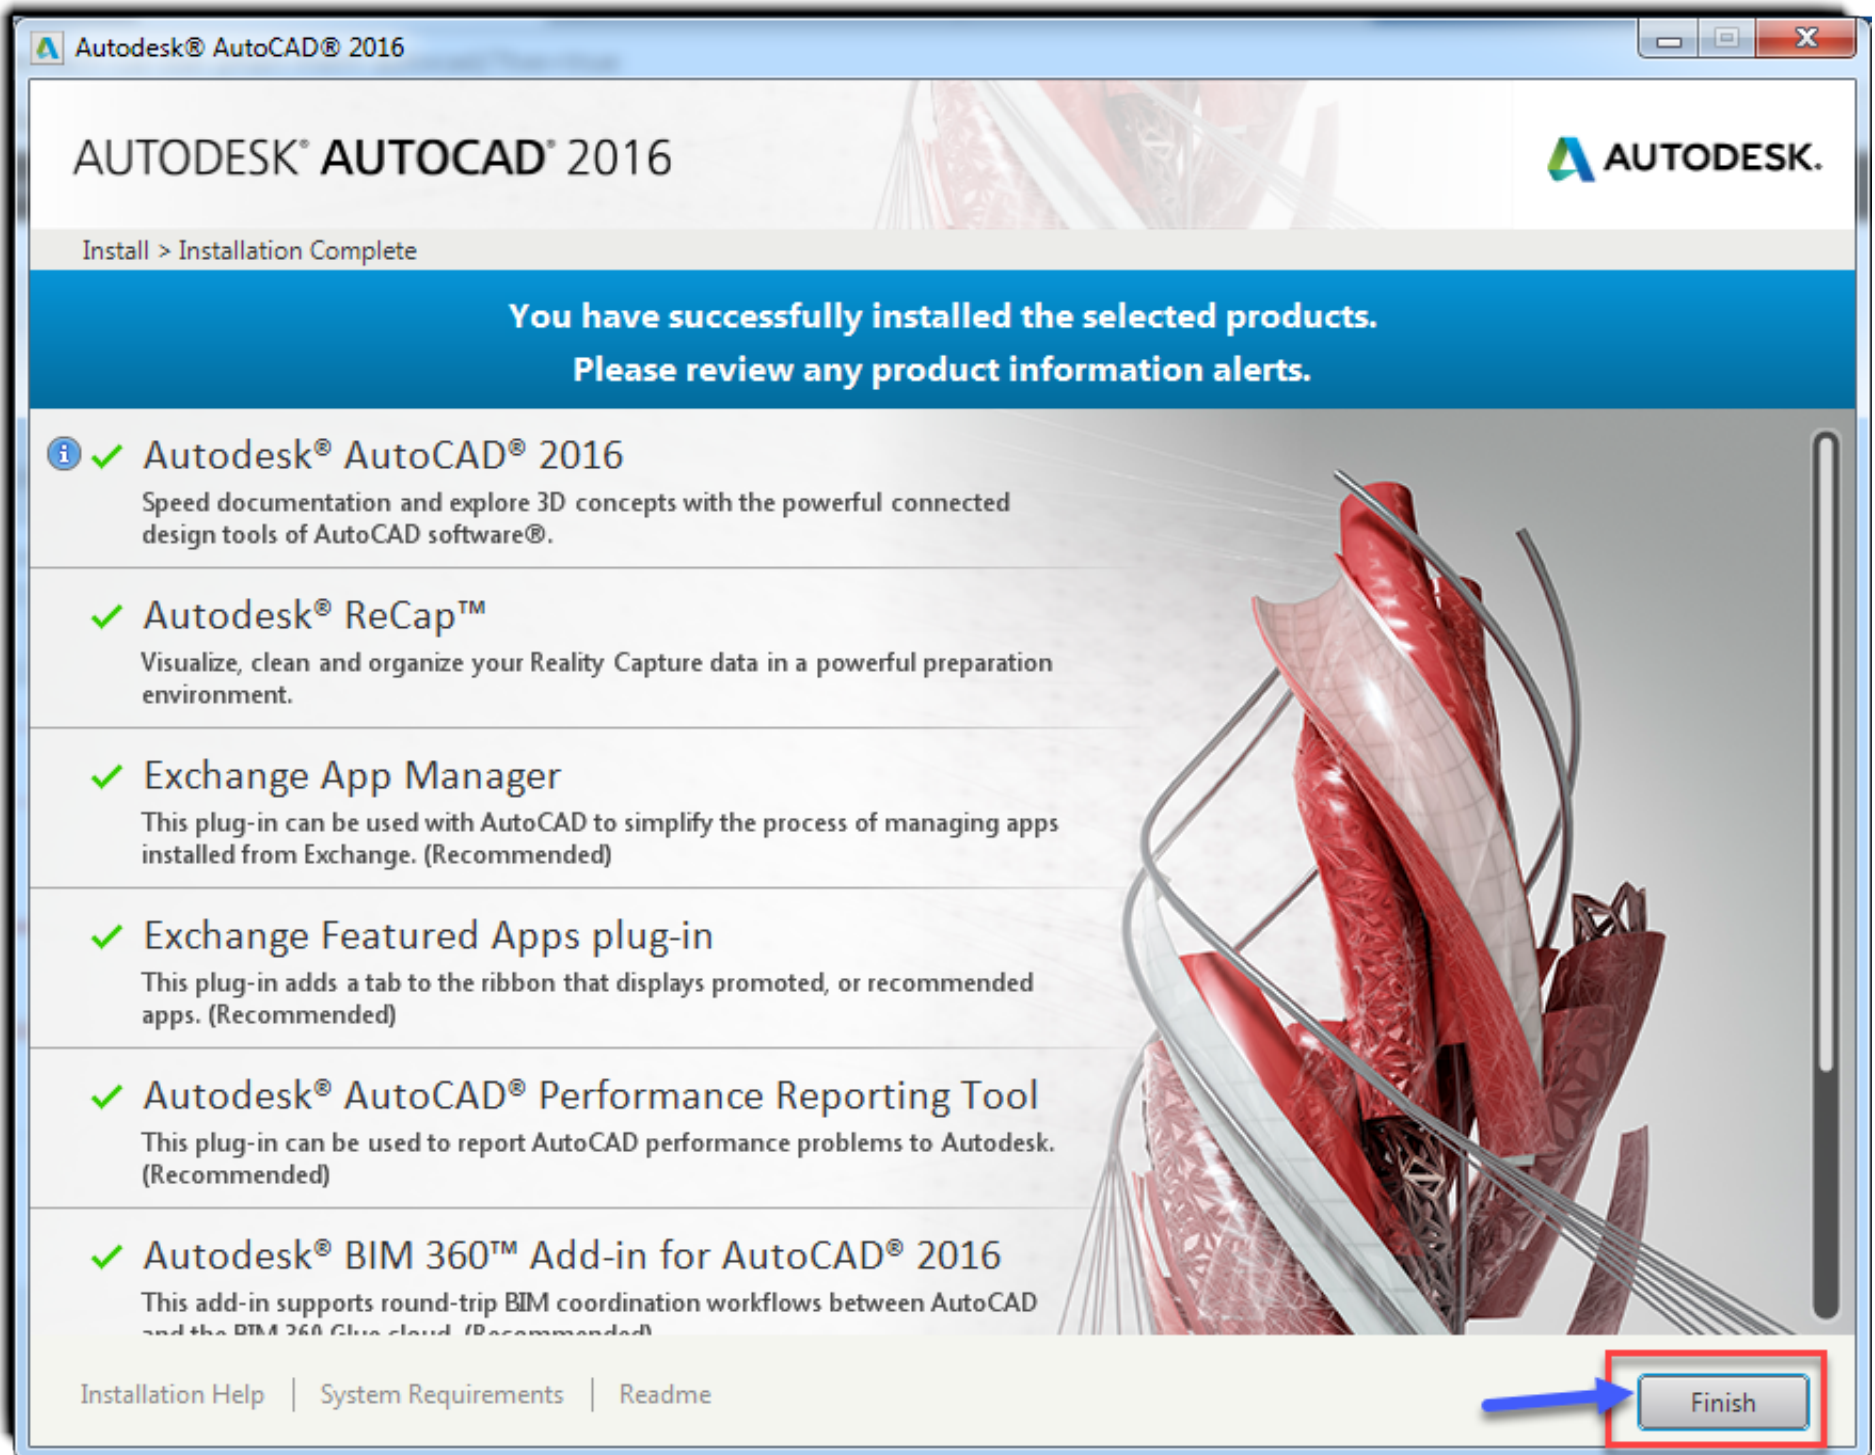 Autodesk® AutoCAD® 2016
AUTODESK® AUTOCAD® 2016
AUTODESK.
Install > Installation Complete
You have successfully installed the selected products.
Please review any product information alerts.
Autodesk® AutoCAD® 2016
Speed documentation and explore 3D concepts with the powerful connected
design tools of AutoCAD software®.
Autodesk® ReCap™
Visualize, clean and organize your Reality Capture data in a powerful preparation
environment.
Exchange App Manager
This plug-in can be used with AutoCAD to simplify the process of managing apps
installed from Exchange. (Recommended)
Exchange Featured Apps plug-in
This plug-in adds a tab to the ribbon that displays promoted, or recommended
apps. (Recommended)
Autodesk® AutoCAD® Performance Reporting Tool
This plug-in can be used to report AutoCAD performance problems to Autodesk.
(Recommended)
Autodesk® BIM 360™ Add-in for AutoCAD® 2016
This add-in supports round-trip BIM coordination workflows between AutoCAD
and the BIM 360 Glue cloud. (Recommended)
Installation Help | System Requirements | Readme
Finish